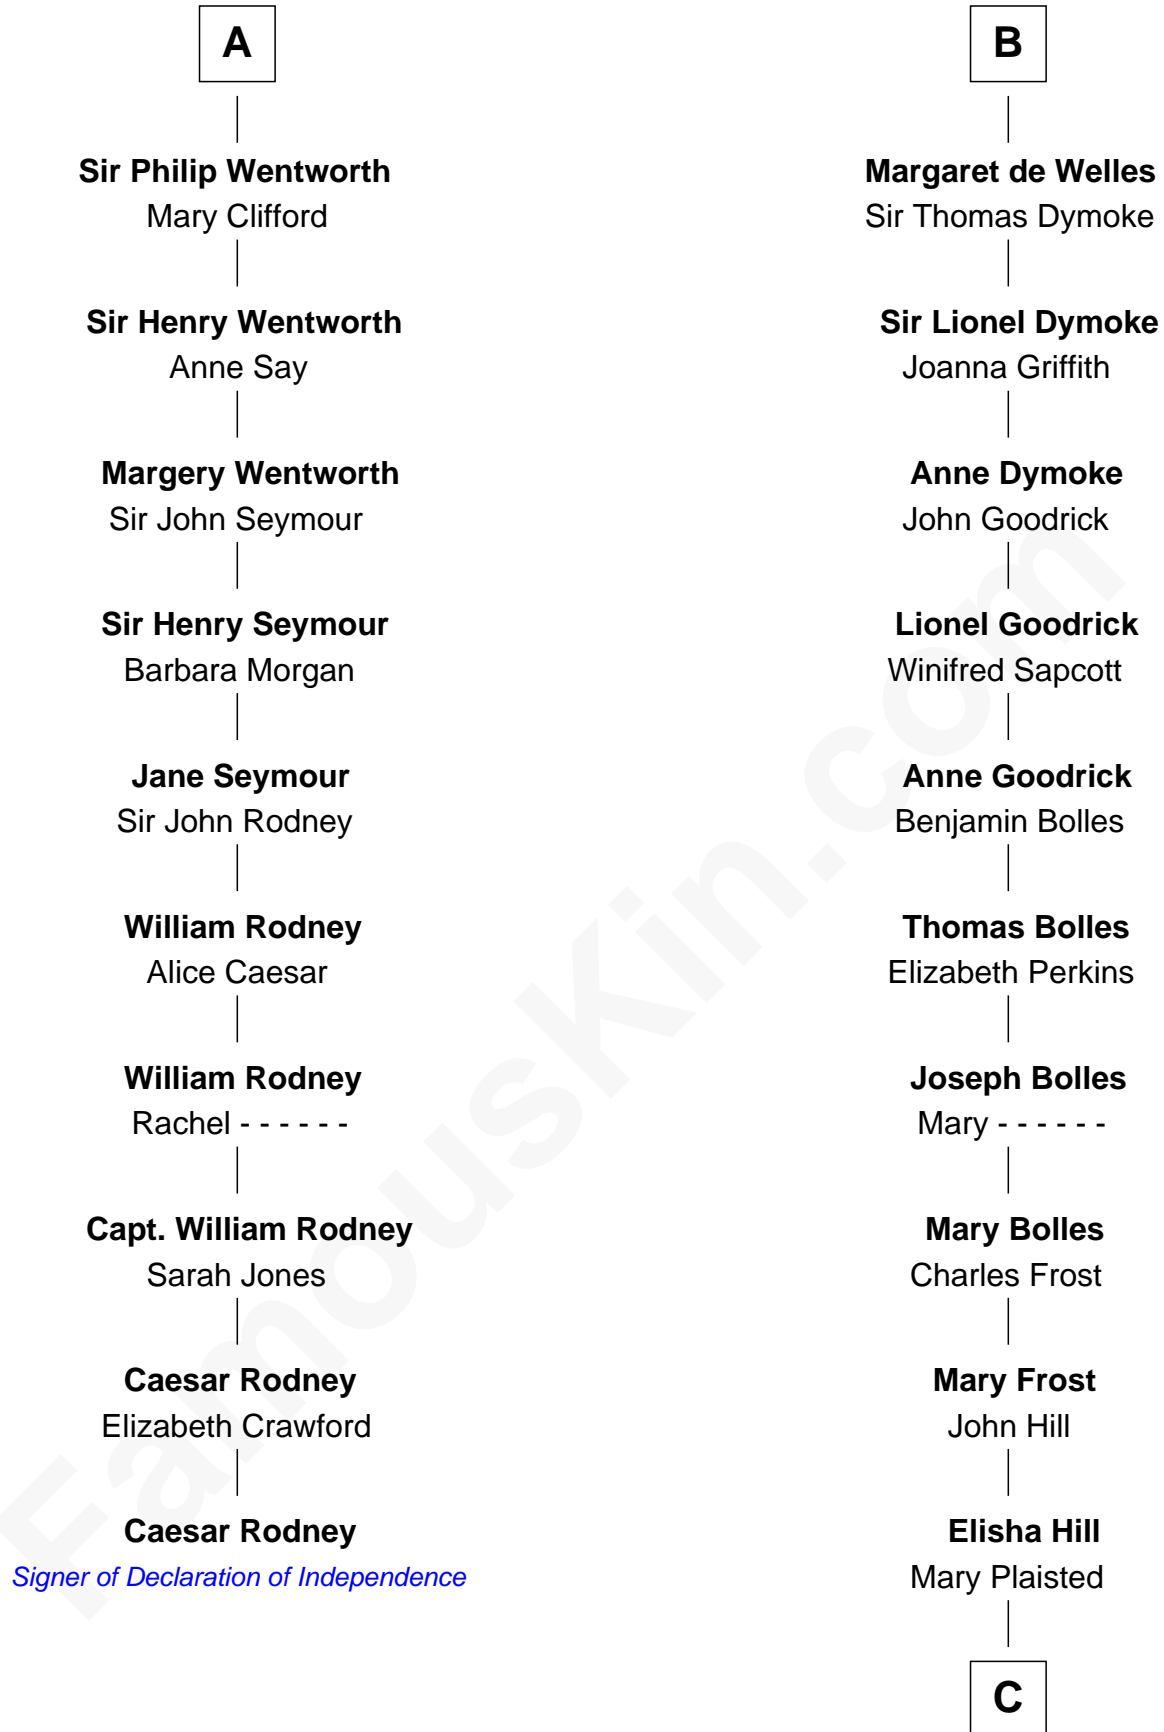 A
Sir Philip Wentworth
Mary Clifford
Sir Henry Wentworth
Anne Say
Margery Wentworth
Sir John Seymour
Sir Henry Seymour
Barbara Morgan
Jane Seymour
Sir John Rodney
William Rodney
Alice Caesar
William Rodney
Rachel - - - - - -
Capt. William Rodney
Sarah Jones
Caesar Rodney
Elizabeth Crawford
Caesar Rodney
Signer of Declaration of Independence
B
Margaret de Welles
Sir Thomas Dymoke
Sir Lionel Dymoke
Joanna Griffith
Anne Dymoke
John Goodrick
Lionel Goodrick
Winifred Sapcott
Anne Goodrick
Benjamin Bolles
Thomas Bolles
Elizabeth Perkins
Joseph Bolles
Mary - - - - - -
Mary Bolles
Charles Frost
Mary Frost
John Hill
Elisha Hill
Mary Plaisted
C
FamousKin.com